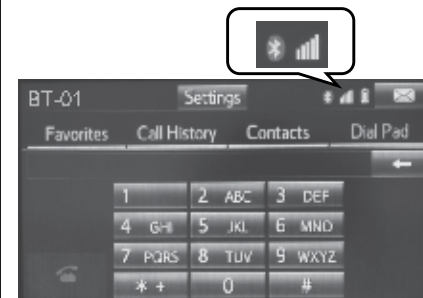 BT-01 Settings
Favorites Call History Contacts Dial Pad
1 2 ABC 3 DEF
4 GHI 5 JKL 6 MNO
7 PQRS 8 TUV 9 WXYZ
* + 0 #